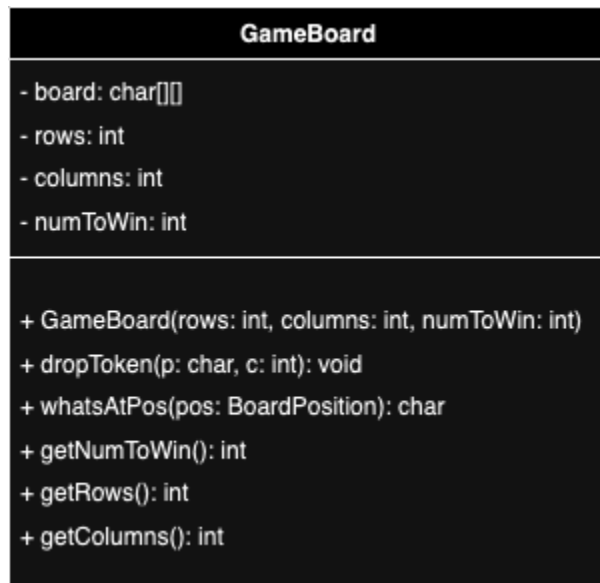 GameBoard
- board: char[][]
- rows: int
- columns: int
- numToWin: int
+ GameBoard(rows: int, columns: int, numToWin: int)
+ dropToken(p: char, c: int): void
+ whatsAtPos(pos: BoardPosition): char
+ getNumToWin(): int
+ getRows(): int
+ getColumns(): int